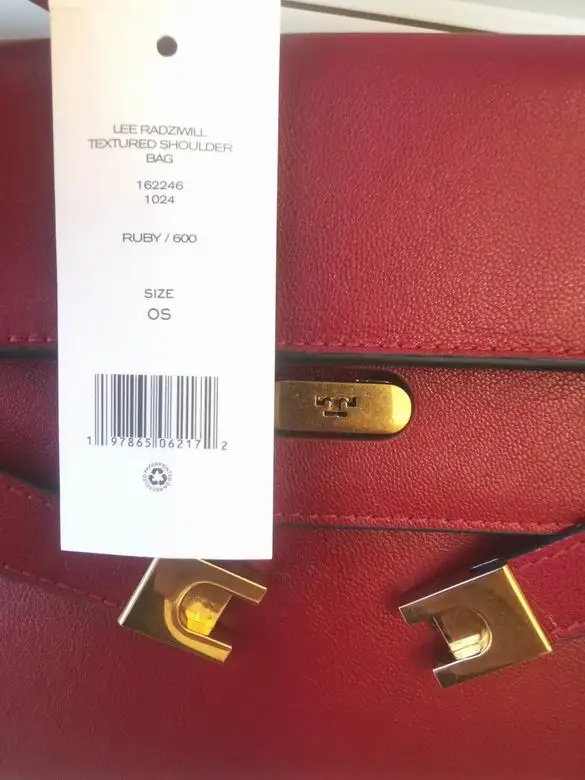 LEE RADZIWILL
TEXTURED SHOULDER
BAG
162246
1024
RUBY / 600
SIZE
OS
1 97865 06217 2